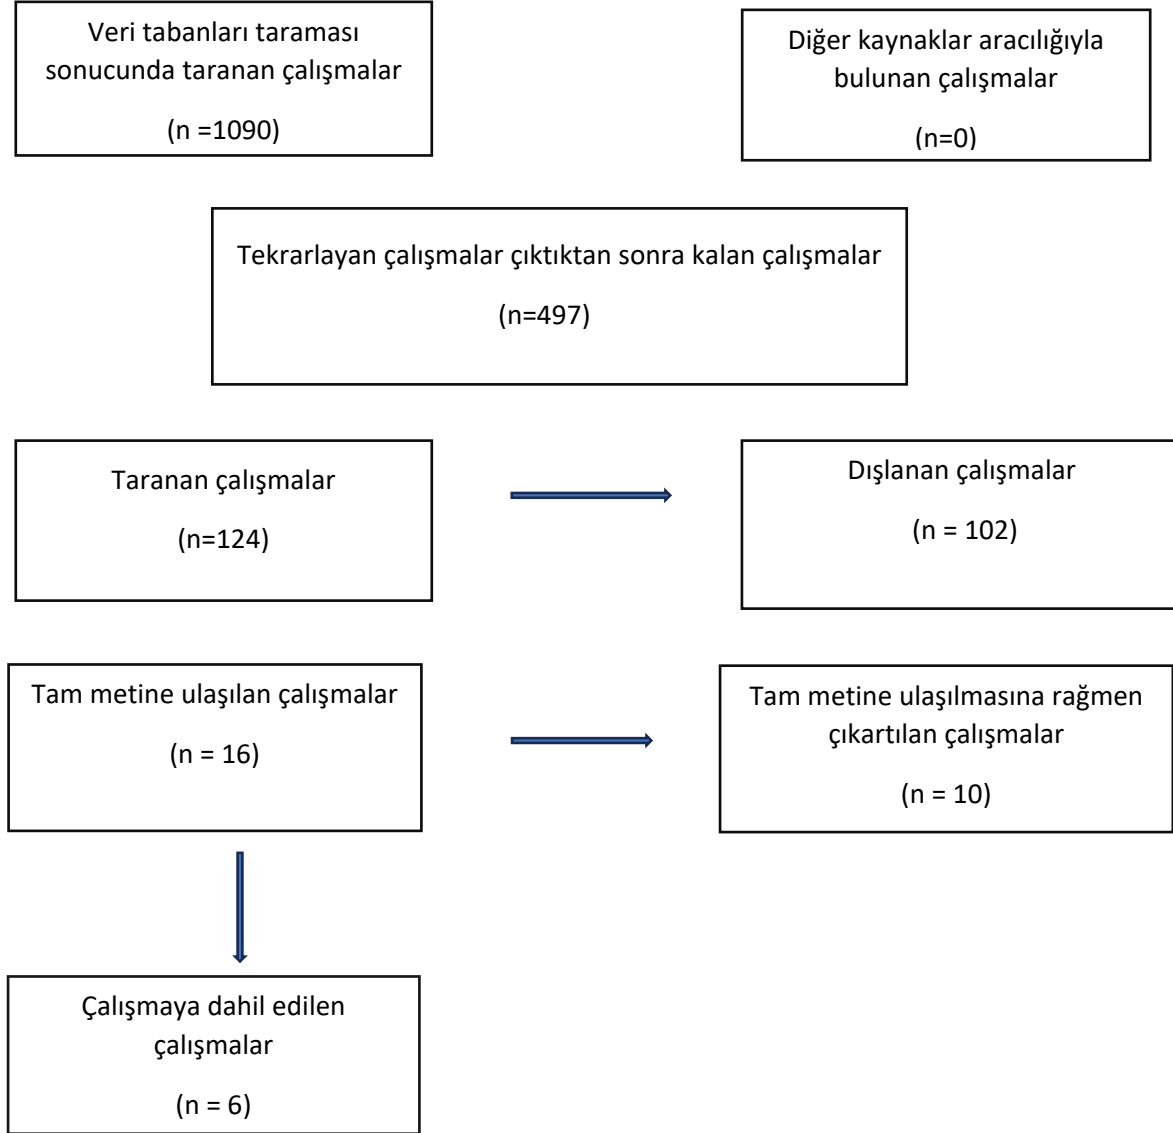 Veri tabanları taraması
sonucunda taranan çalışmalar
(n =1090)
Diğer kaynaklar aracılığıyla
bulunan çalışmalar
(n=0)
Tekrarlayan çalışmalar çıktıktan sonra kalan çalışmalar
(n=497)
Taranan çalışmalar
(n=124)
Dışlanan çalışmalar
(n = 102)
Tam metine ulaşılan çalışmalar
(n = 16)
Tam metine ulaşılmasına rağmen
çıkartılan çalışmalar
(n = 10)
Çalışmaya dahil edilen
çalışmalar
(n = 6)